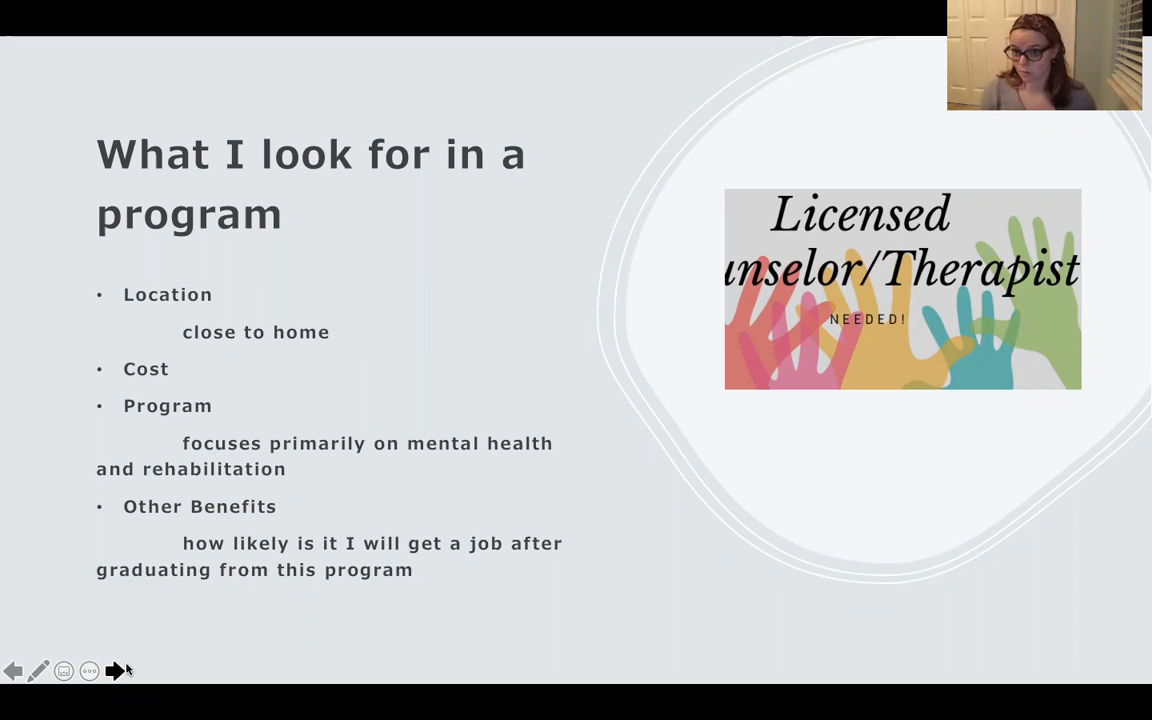 What I look for in a
program
• Location
close to home
• Cost
• Program
focuses primarily on mental health
and rehabilitation
• Other Benefits
how likely is it I will get a job after
graduating from this program
Licensed
unselor/Therapist
NEEDED!